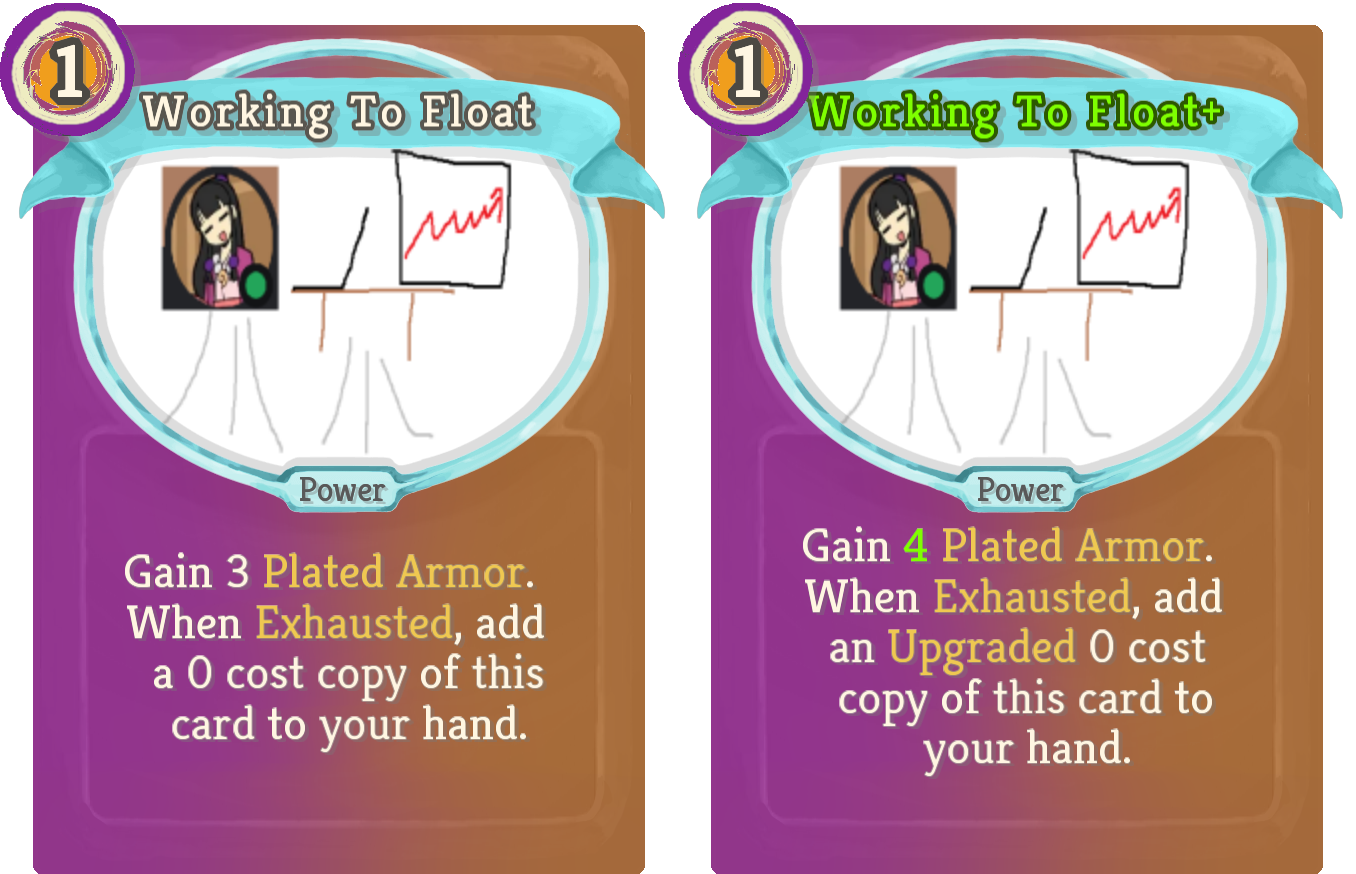 1
Working To Float
Power
Gain 3 Plated Armor.
When Exhausted, add
a 0 cost copy of this
card to your hand.
1
Working To Float+
Power
Gain 4 Plated Armor.
When Exhausted, add
an Upgraded 0 cost
copy of this card to
your hand.